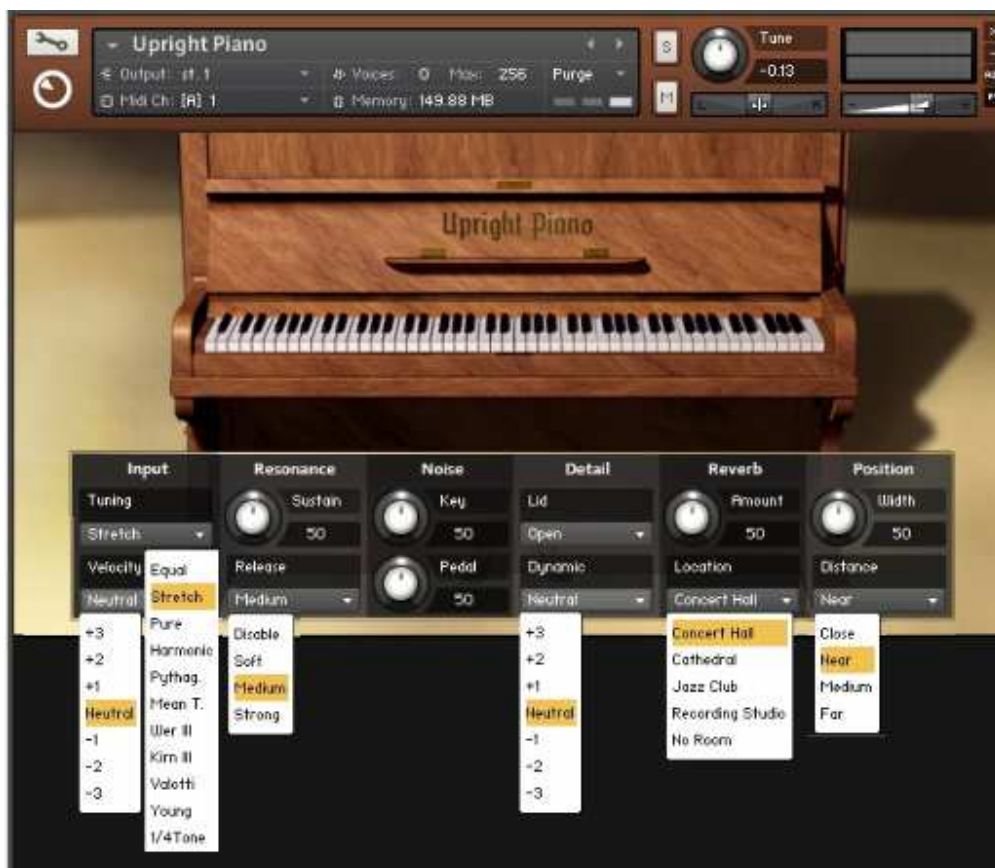 Upright Piano
Output: st. 1 Voices: 0 Max: 256 Purge
Midi Ch: [A] 1 Memory: 149.88 MB
S
M
Tune
-0.13
L R
Upright Piano
Input Resonance Noise Detail Reverb Position
Tuning Sustain Key Lid Amount Width
Stretch 50 50 Open 50 50
Velocity Release Pedal Dynamic Location Distance
Neutral Medium 50 Neutral Concert Hall Near
+3
+2
+1
Neutral
-1
-2
-3
Equal
Stretch
Pure
Harmonic
Pythag.
Mean T.
Wer III
Kirn III
Valotti
Young
1/4Tone
Disable
Soft
Medium
Strong
+3
+2
+1
Neutral
-1
-2
-3
Concert Hall
Cathedral
Jazz Club
Recording Studio
No Room
Close
Near
Medium
Far